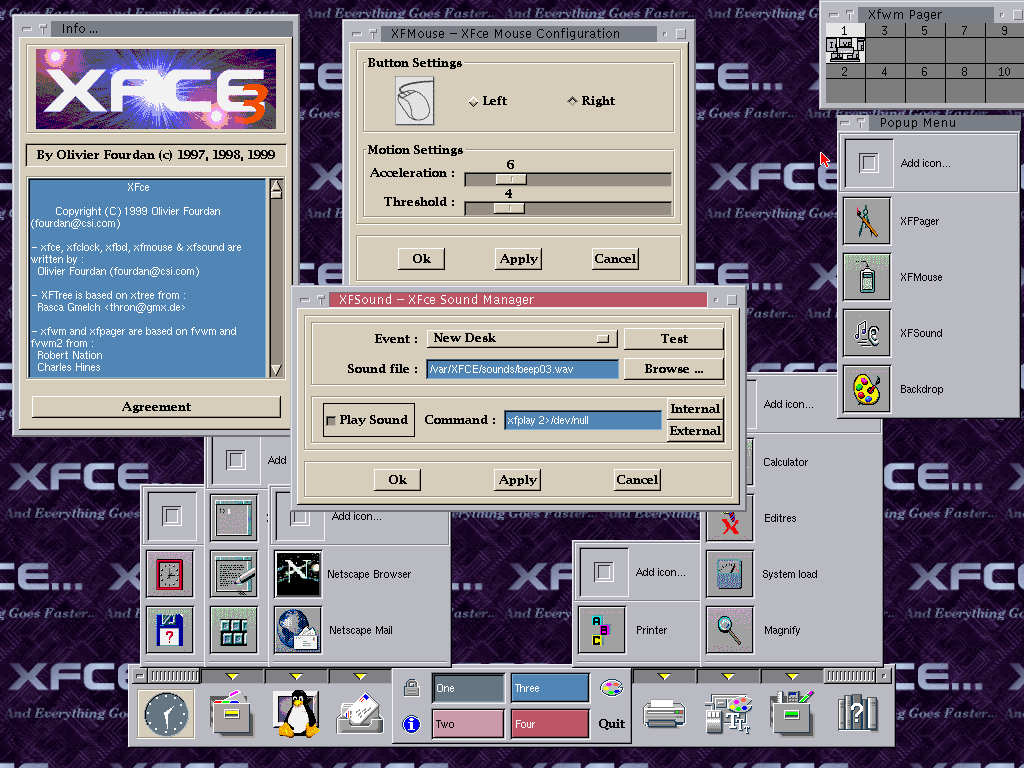 Info ...
XFCE3
By Olivier Fourdan (c) 1997, 1998, 1999
XFce
Copyright (C) 1999 Olivier Fourdan
(fourdan@csi.com)
– xfce, xfclock, xfbd, xfmouse & xfsound are
written by :
Olivier Fourdan (fourdan@csi.com)
– XFTree is based on xtree from :
Rasca Gmelch <thron@gmx.de>
– xfwm and xfpager are based on fvwm and
fvwm2 from :
Robert Nation
Charles Hines
Agreement
XFMouse – XFce Mouse Configuration
Button Settings
Left
Right
Motion Settings
Acceleration :
6
Threshold :
4
Ok
Apply
Cancel
Xfwm Pager
1
3
5
7
9
2
4
6
8
10
Popup Menu
Add icon...
XFPager
XFMouse
XFSound
Backdrop
XFSound – XFce Sound Manager
Event :
New Desk
Test
Sound file :
/var/XFCE/sounds/beep03.wav
Browse ...
Play Sound
Command :
xfplay 2>/dev/null
Internal
External
Ok
Apply
Cancel
Add
Add icon...
Netscape Browser
Netscape Mail
Add icon...
Printer
Add icon...
Calculator
Editres
System load
Magnify
One
Three
Two
Four
Quit
XFCE...
And Everything Goes Faster...